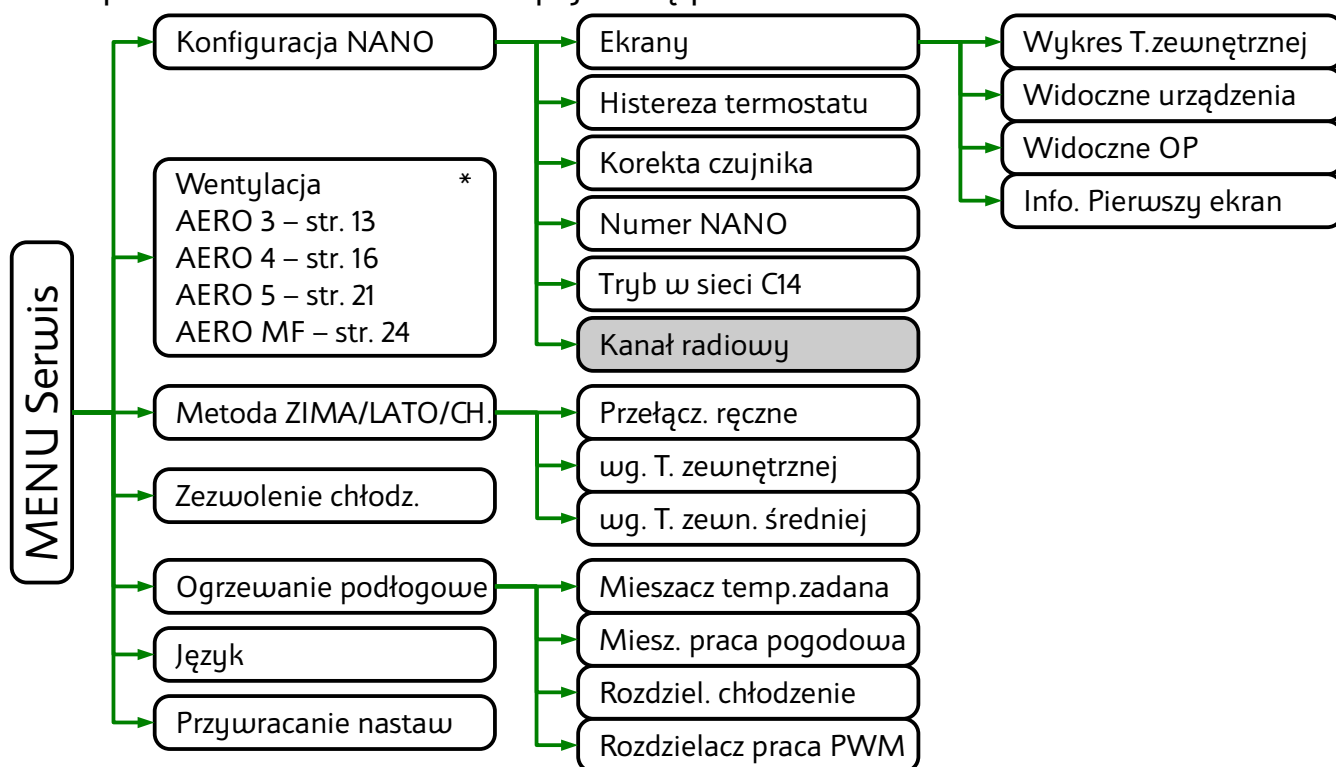 MENU Serwis
Konfiguracja NANO
Ekrany
Wykres T.zewnętrznej
Widoczne urządzenia
Widoczne OP
Info. Pierwszy ekran
Histereza termostatu
Korekta czujnika
Numer NANO
Tryb w sieci C14
Kanał radiowy
Wentylacja *
AERO 3 – str. 13
AERO 4 – str. 16
AERO 5 – str. 21
AERO MF – str. 24
Metoda ZIMA/LATO/CH.
Przełącz. ręczne
wg. T. zewnętrznej
wg. T. zewn. średniej
Zezwolenie chłodz.
Ogrzewanie podłogowe
Mieszacz temp.zadana
Miesz. praca pogodowa
Rozdziel. chłodzenie
Rozdzielacz praca PWM
Język
Przywracanie nastaw